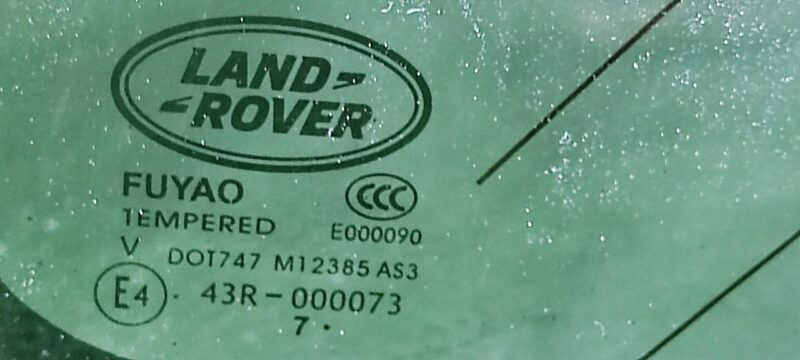 LAND
ROVER
FUYAO
CCC
TEMPERED
E000090
V
DOT747 M12385 AS3
E4 · 43R-000073
7 ·